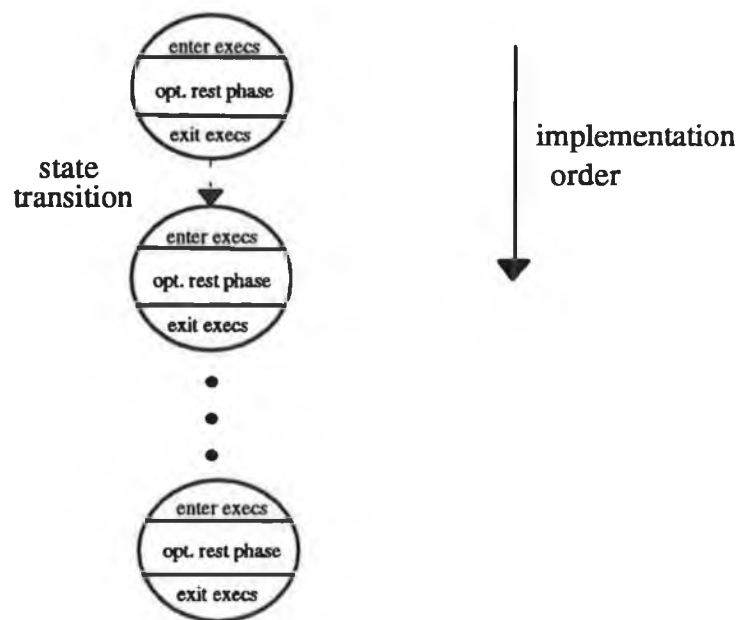 enter execs
opt. rest phase
exit execs
state
transition
implementation
order
enter execs
opt. rest phase
exit execs
enter execs
opt. rest phase
exit execs